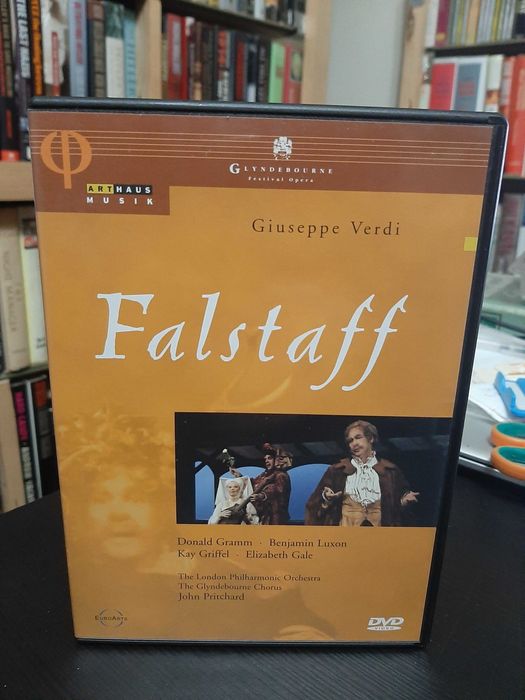 GLYNDEBOURNE
Festival Opera
ARTHAUS
MUSIK
Giuseppe Verdi
Falstaff
Donald Gramm · Benjamin Luxon
Kay Griffel · Elizabeth Gale
The London Philharmonic Orchestra
The Glyndebourne Chorus
John Pritchard
EUROARTS
DVD
VIDEO